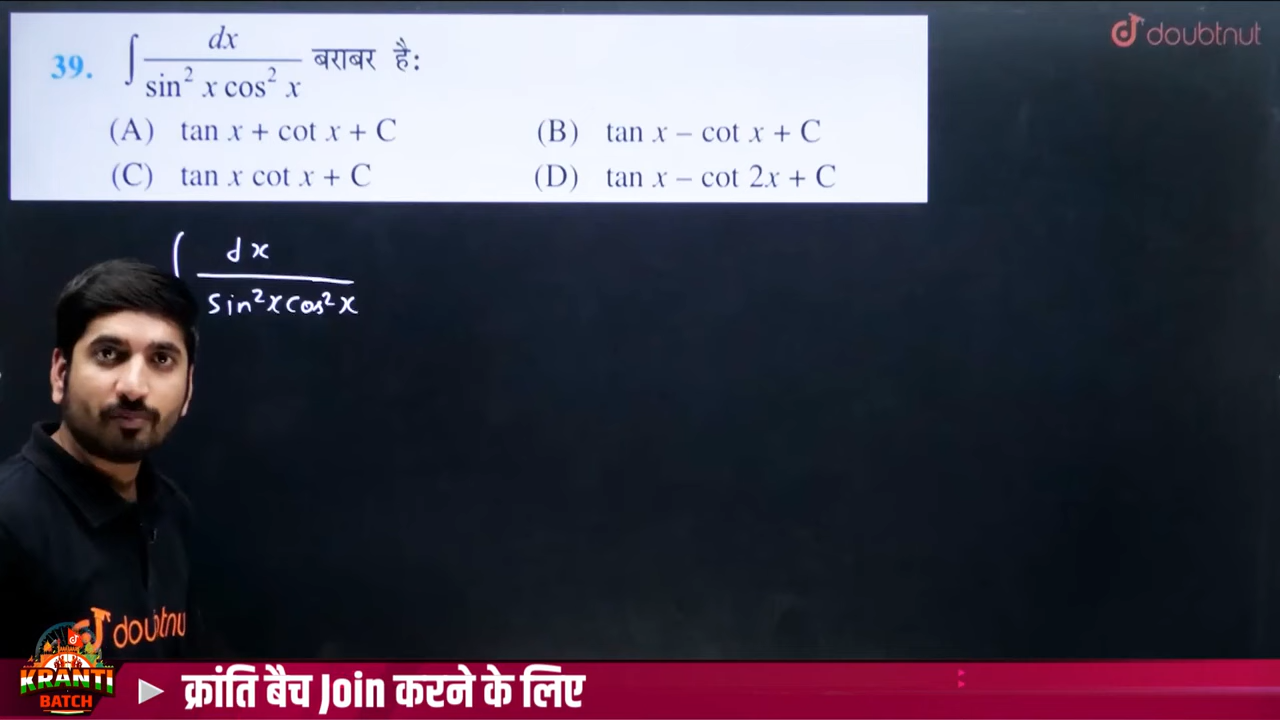 doubtnut
39. ∫ dx / sin² x cos² x बराबर है:
(A) tan x + cot x + C (B) tan x – cot x + C
(C) tan x cot x + C (D) tan x – cot 2x + C
∫ dx / sin²x cos²x
doubtnu
KRANTI
BATCH
क्रांति बैच Join करने के लिए